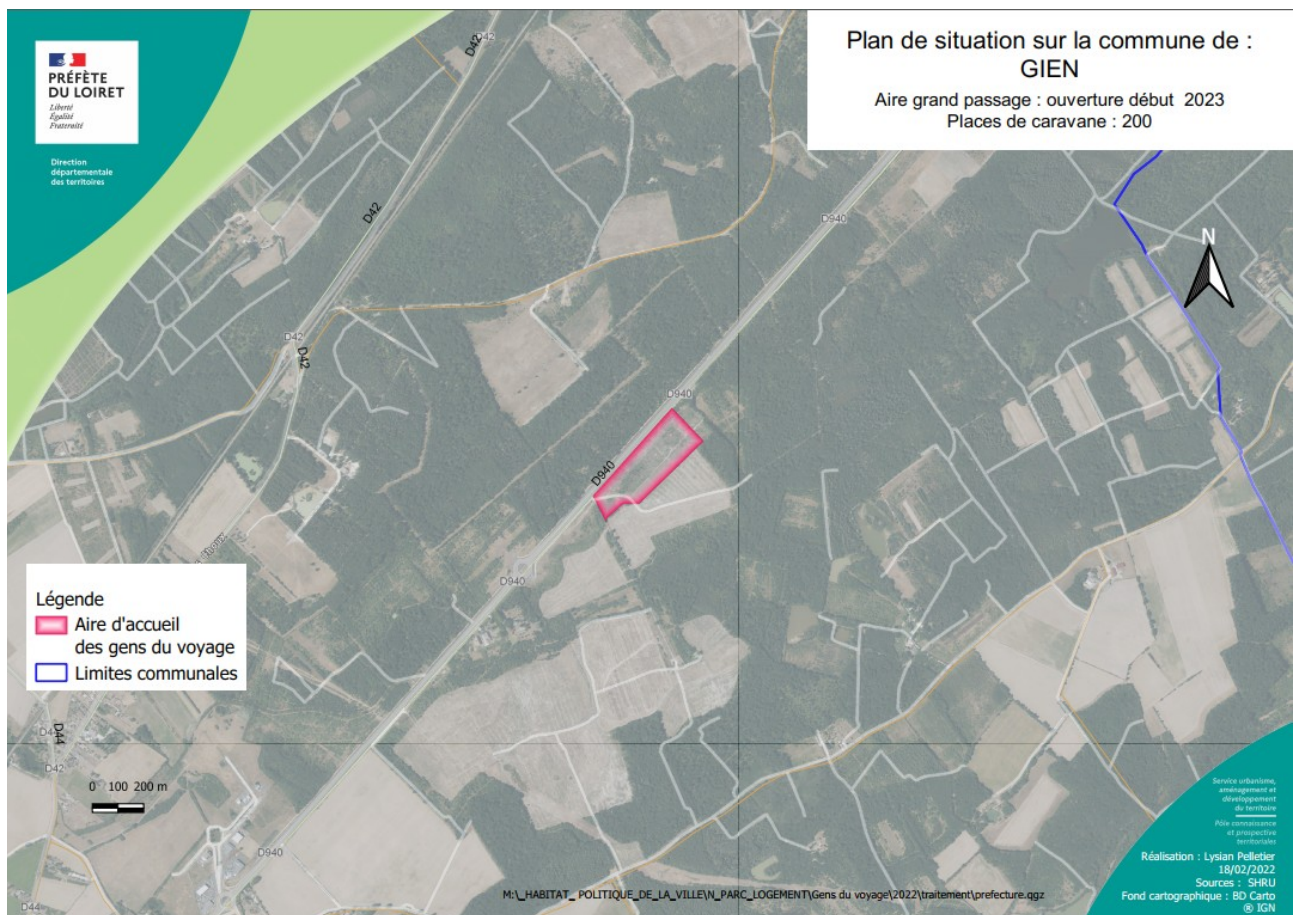 PRÉFÈTE
DU LOIRET
Liberté
Égalité
Fraternité
Direction
départementale
des territoires
Plan de situation sur la commune de :
GIEN
Aire grand passage : ouverture début 2023
Places de caravane : 200
D42
D42
D42
D42
D42
D940
D940
D940
D940
N
Légende
Aire d'accueil
des gens du voyage
Limites communales
D44
D42
0 100 200 m
D940
D44
M:\_HABITAT_POLITIQUE_DE_LA_VILLE\N_PARC_LOGEMENT\Gens du voyage\2022\traitement\prefecture.qgz
Service urbanisme,
aménagement et
développement
du territoire
Pôle connaissance
et prospective
territoriales
Réalisation : Lysian Pelletier
18/02/2022
Sources : SHRU
Fond cartographique : BD Carto
® IGN